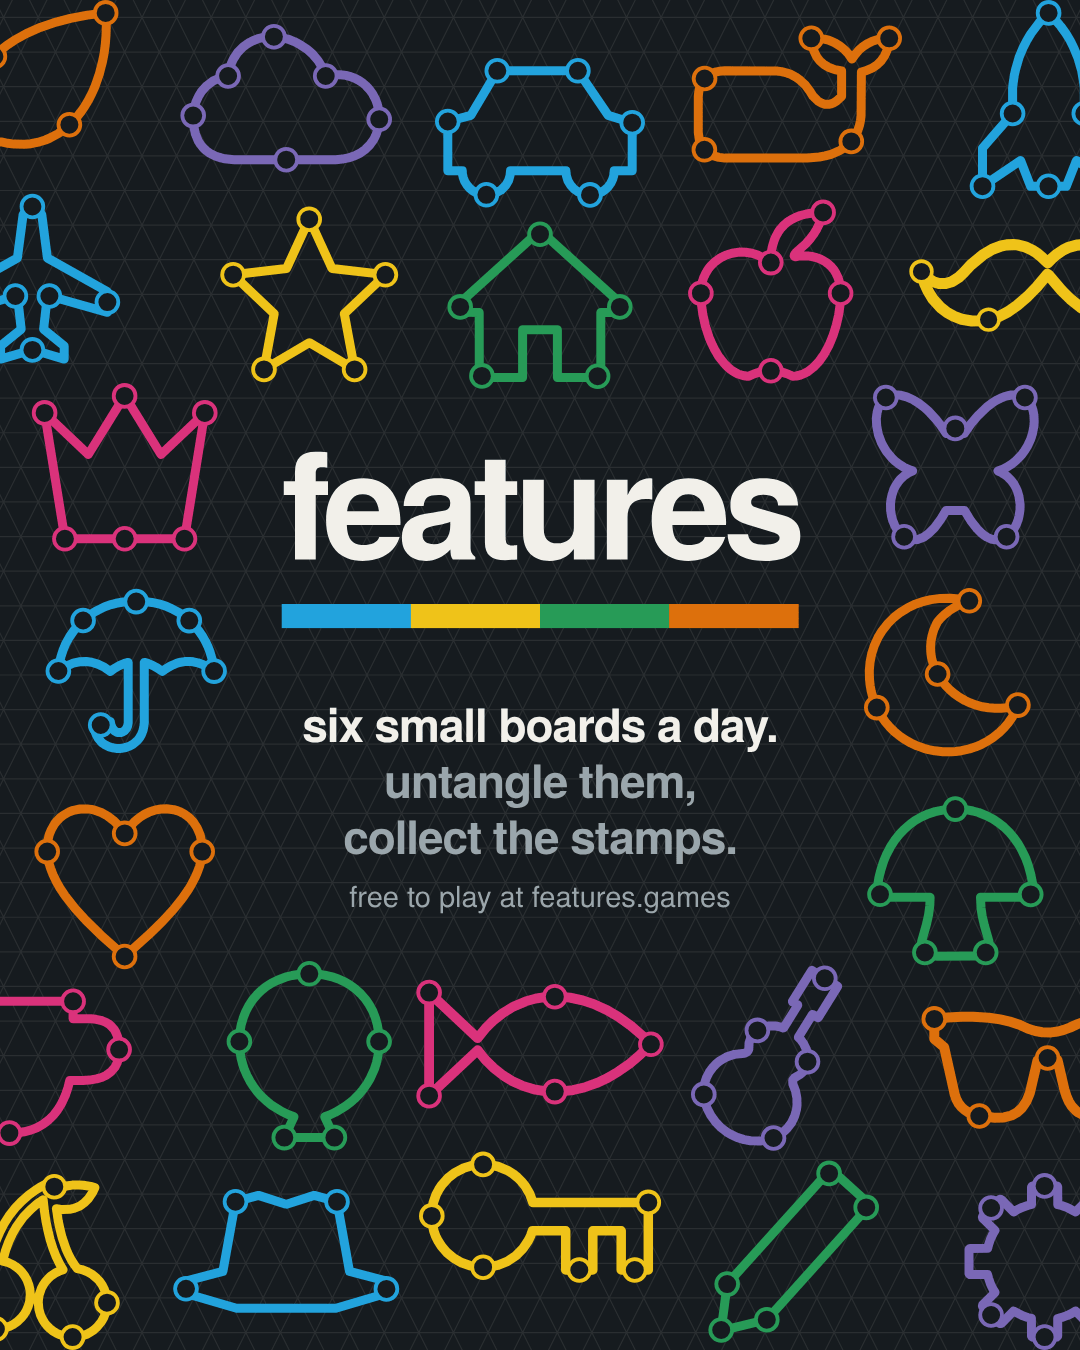 features
six small boards a day.
untangle them,
collect the stamps.
free to play at features.games